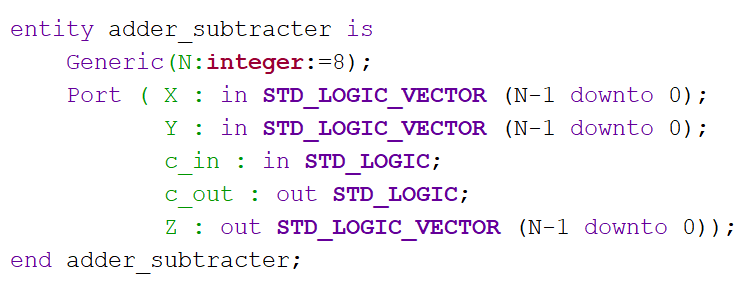 entity adder_subtracter is
Generic(N:integer:=8);
Port ( X : in STD_LOGIC_VECTOR (N-1 downto 0);
Y : in STD_LOGIC_VECTOR (N-1 downto 0);
c_in : in STD_LOGIC;
c_out : out STD_LOGIC;
Z : out STD_LOGIC_VECTOR (N-1 downto 0));
end adder_subtracter;